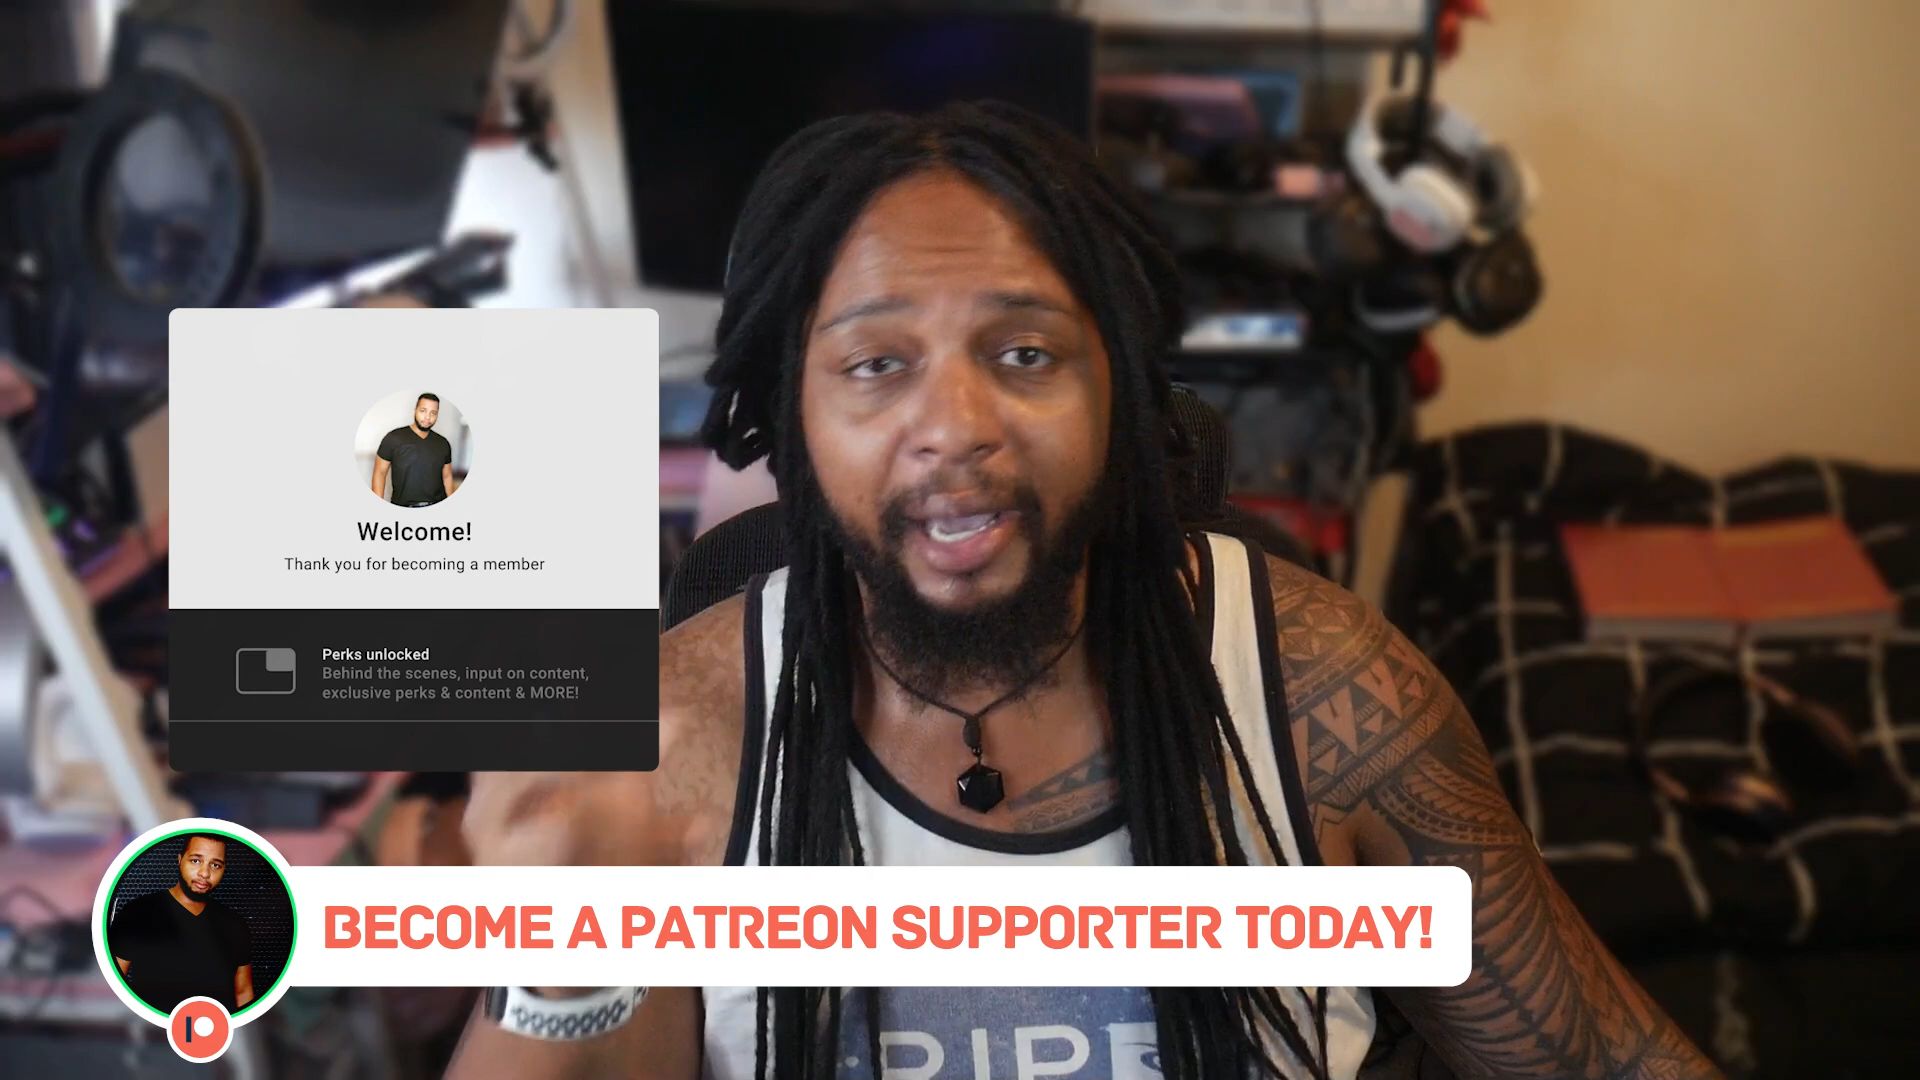 Welcome!
Thank you for becoming a member
Perks unlocked
Behind the scenes, input on content,
exclusive perks & content & MORE!
BECOME A PATREON SUPPORTER TODAY!